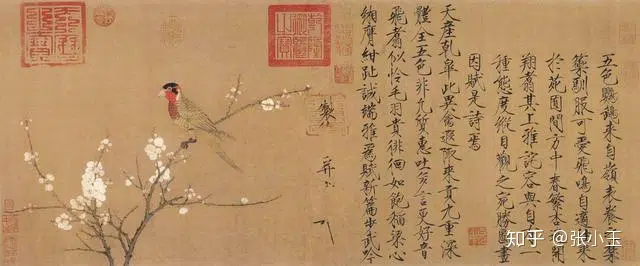 五色鸚鵡來自嶺表養之禁
籞馴服可愛飛鳴自適往來
於苑囿間方中春繁杏遍開
翔翥其上雅詫容與自有一
種態度縱目觀之宛勝圖畫
因賦是詩焉
天產乾皋此異禽遐陬來貢九重深
體全五色非凡質惠吐多言更好音
飛翥似憐毛羽貴徘徊如飽稻粱心
緗膺紺趾誠端雅為賦新篇步武吟
製
并
知乎 @张小玉